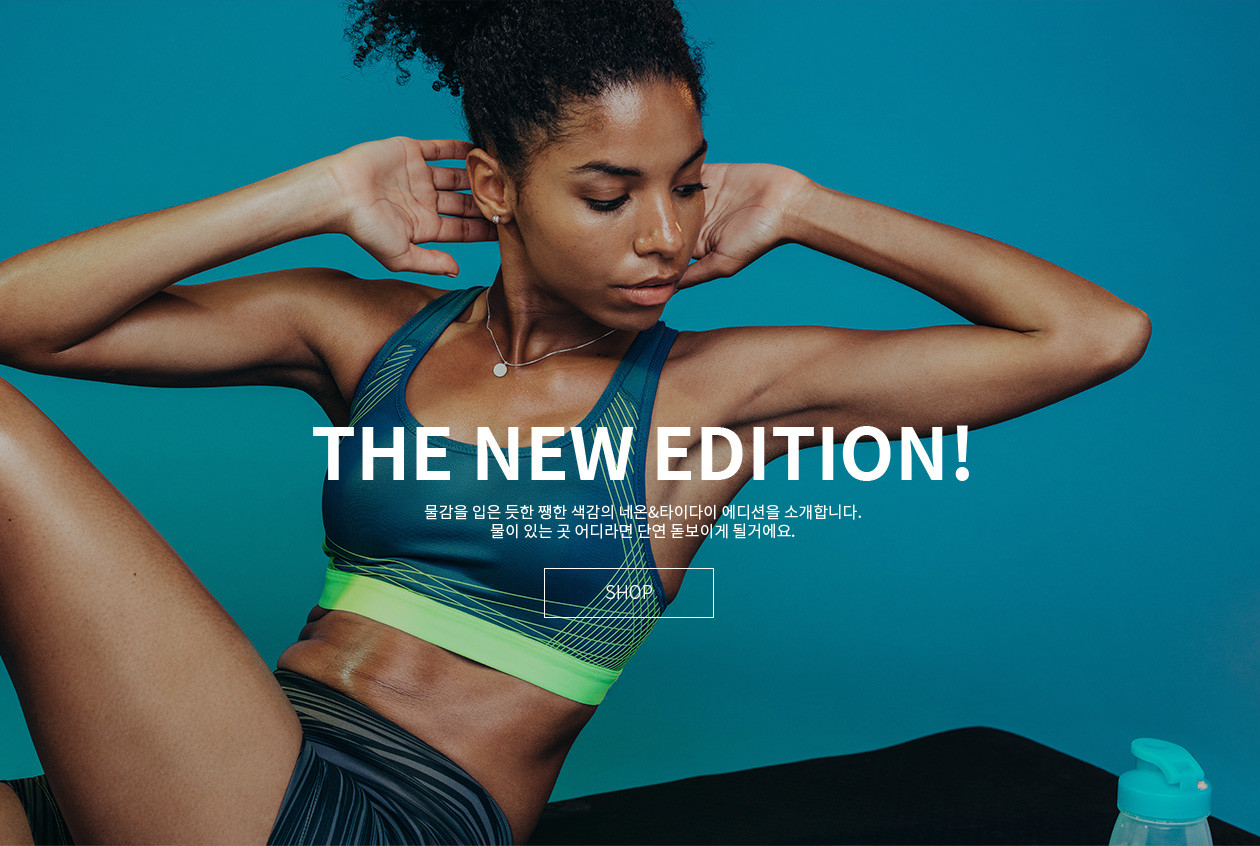 THE NEW EDITION!
물감을 입은 듯한 쨍한 색감의 네온&타이다이 에디션을 소개합니다.
물이 있는 곳 어디라면 단연 돋보이게 될거에요.
SHOP